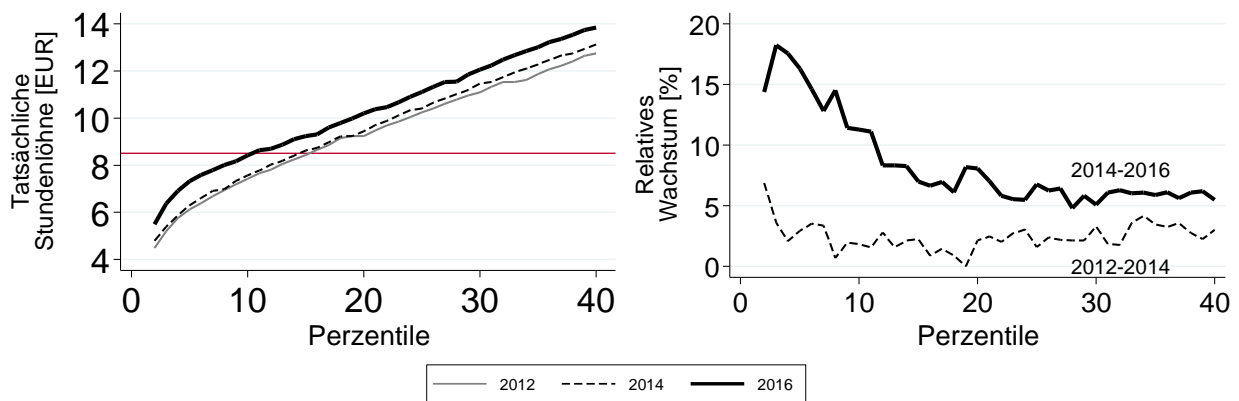 Tatsächliche
Stundenlöhne [EUR]
14
12
10
8
6
4
0 10 20 30 40
Perzentile
Relatives
Wachstum [%]
20
15
10
5
0
2014-2016
2012-2014
0 10 20 30 40
Perzentile
2012 2014 2016